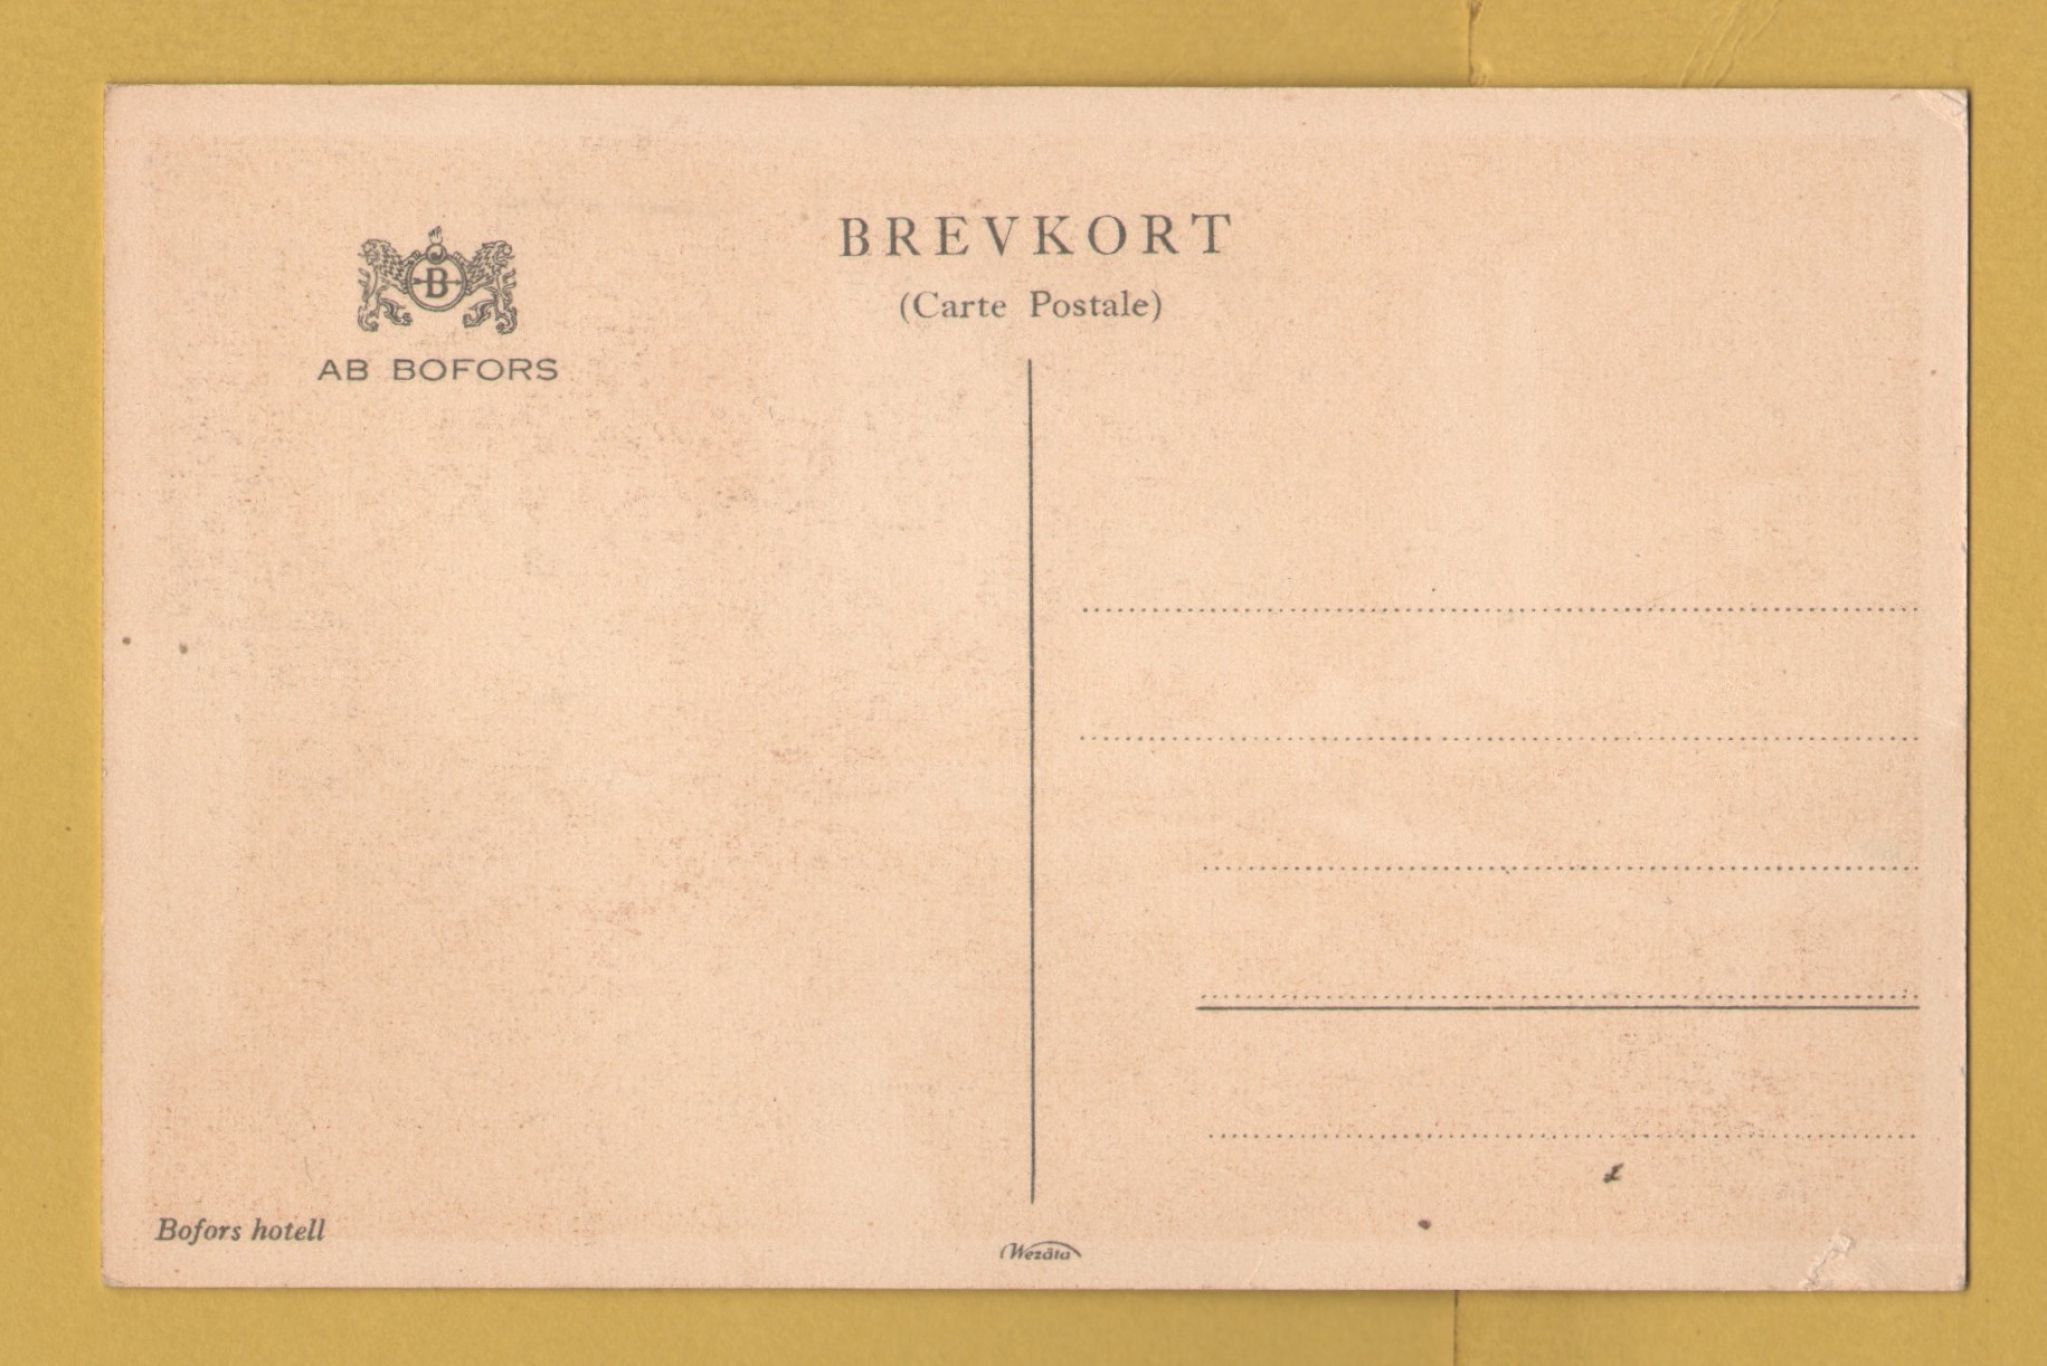 BREVKORT
(Carte Postale)
B
AB BOFORS
Bofors hotell
Wezäta